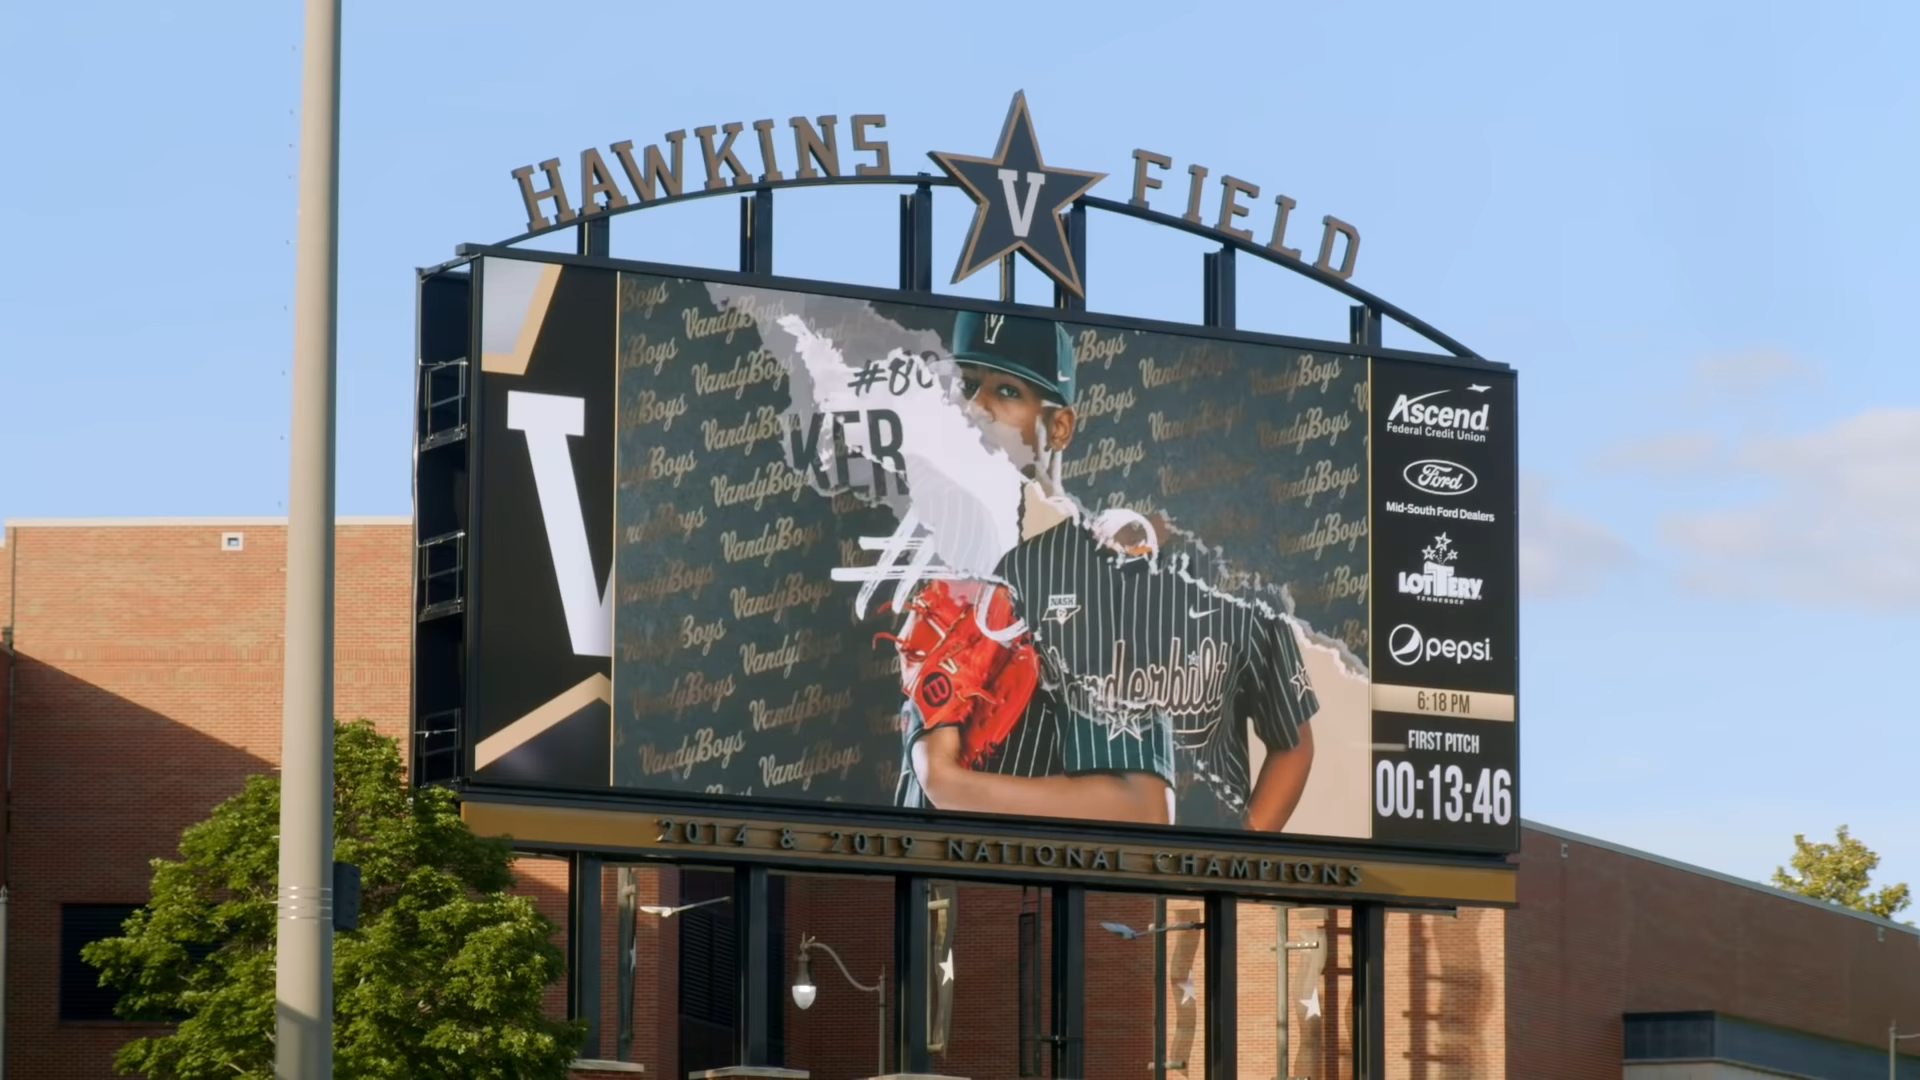 HAWKINS V FIELD
V
VandyBoys
#80
KER
#
NASH
Vanderbilt
Ascend
Federal Credit Union
Ford
Mid-South Ford Dealers
LOTTERY
TENNESSEE
pepsi
6:18 PM
FIRST PITCH
00:13:46
2014 & 2019 NATIONAL CHAMPIONS